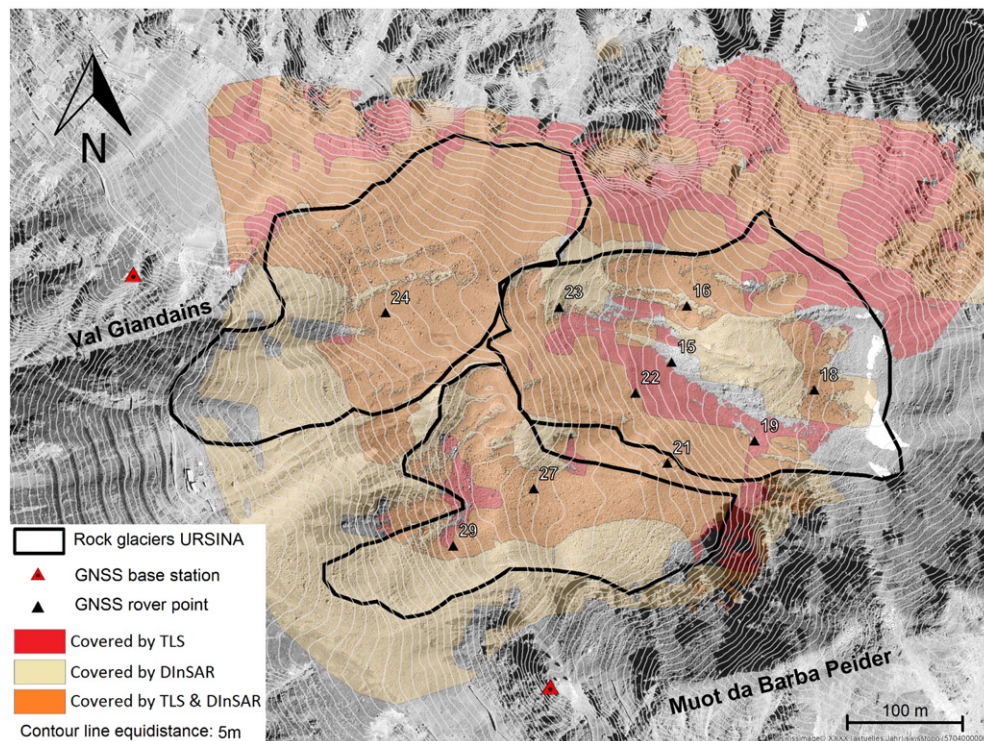 N
Val Giandains
24
23
16
15
22
18
19
21
27
29
Rock glaciers URSINA
GNSS base station
GNSS rover point
Covered by TLS
Covered by DInSAR
Covered by TLS & DInSAR
Contour line equidistance: 5m
Muot da Barba Peider
100 m